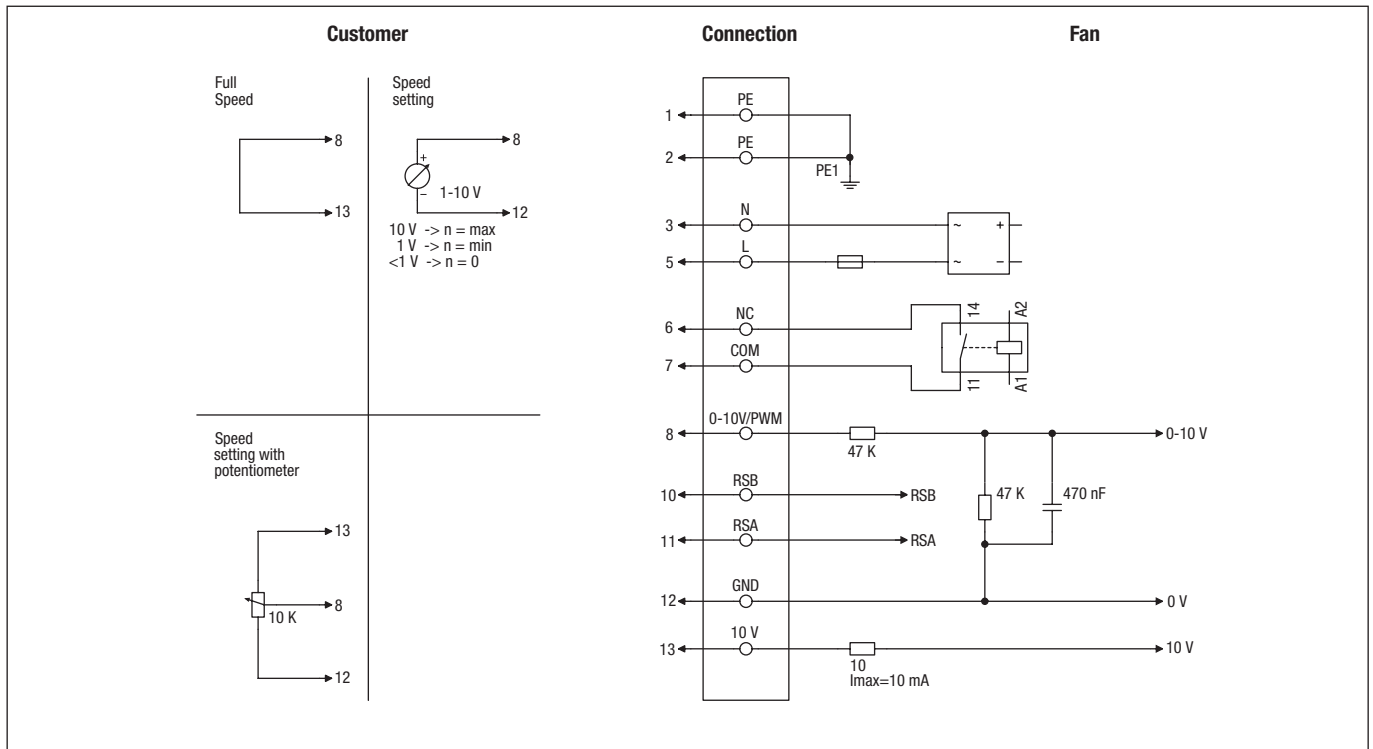 Customer
Connection
Fan
Full
Speed
8
13
Speed
setting
8
+
1-10 V
–
12
10 V -> n = max
1 V -> n = min
<1 V -> n = 0
Speed
setting with
potentiometer
13
8
10 K
12
1
PE
2
PE
PE1
3
N
~
+
5
L
~
–
6
NC
14
A2
7
COM
11
A1
8
0-10V/PWM
47 K
0-10 V
10
RSB
RSB
47 K
470 nF
11
RSA
RSA
12
GND
0 V
13
10 V
10
Imax=10 mA
10 V